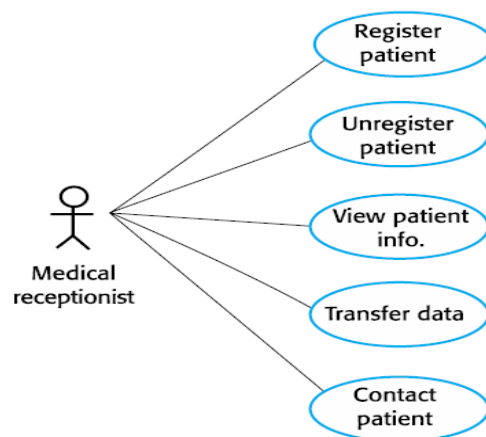 Register
patient
Unregister
patient
View patient
info.
Medical
receptionist
Transfer data
Contact
patient